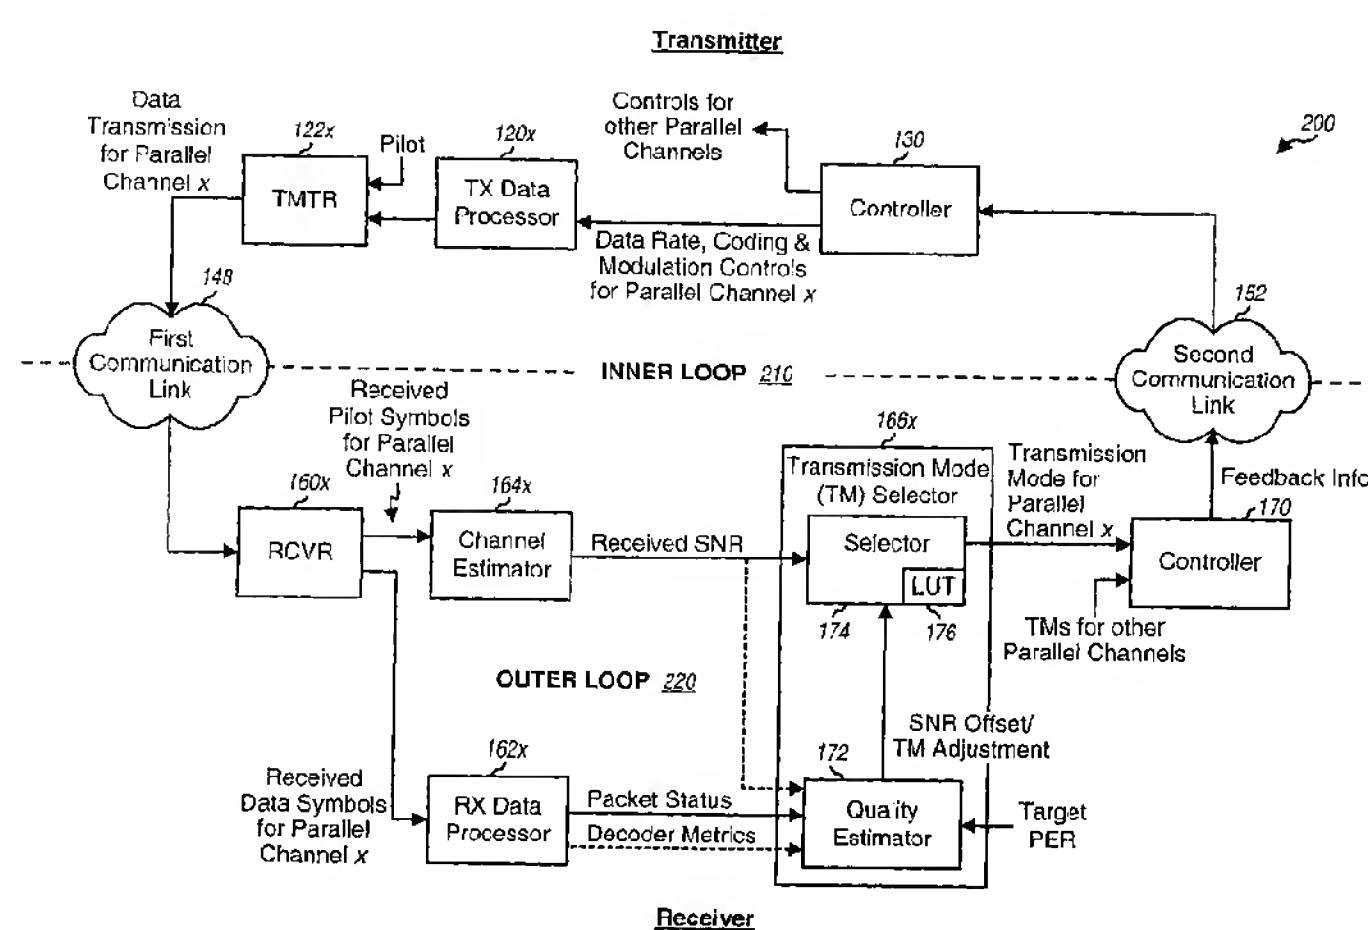 Transmitter
Data
Transmission
for Parallel
Channel x
122x
Pilot
120x
Controls for
other Parallel
Channels
130
200
TMTR
TX Data
Processor
Controller
Data Rate, Coding &
Modulation Controls
for Parallel Channel x
148
First
Communication
Link
INNER LOOP 210
152
Second
Communication
Link
Received
Pilot Symbols
for Parallel
Channel x
160x
164x
166x
RCVR
Channel
Estimator
Received SNR
Transmission Mode
(TM) Selector
Selector
LUT
174
176
Transmission
Mode for
Parallel
Channel x
Feedback Info
170
Controller
TMs for other
Parallel Channels
OUTER LOOP 220
SNR Offset/
TM Adjustment
Received
Data Symbols
for Parallel
Channel x
162x
RX Data
Processor
Packet Status
Decoder Metrics
172
Quality
Estimator
Target
PER
Receiver